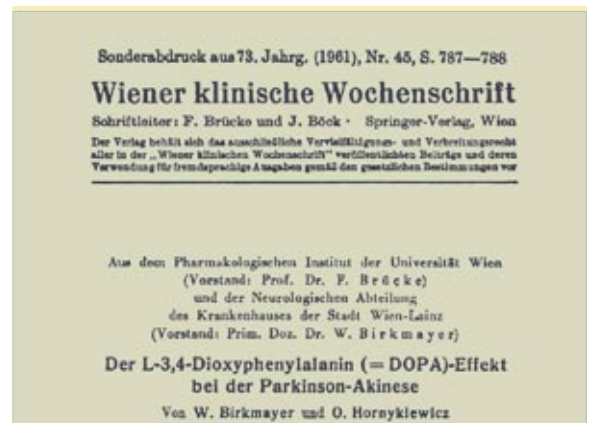 Sonderabdruck aus 73. Jahrg. (1961), Nr. 45, S. 787—788
Wiener klinische Wochenschrift
Schriftleiter: F. Brücke und J. Böck · Springer-Verlag, Wien
Der Verlag behält sich das ausschließliche Vervielfältigungs- und Verbreitungsrecht
aller in der „Wiener klinischen Wochenschrift" veröffentlichten Beiträge und deren
Verwendung für fremdsprachige Ausgaben gemäß den gesetzlichen Bestimmungen vor
Aus dem Pharmakologischen Institut der Universität Wien
(Vorstand: Prof. Dr. F. Brücke)
und der Neurologischen Abteilung
des Krankenhauses der Stadt Wien-Lainz
(Vorstand: Prim. Doz. Dr. W. Birkmayer)
Der L-3,4-Dioxyphenylalanin (= DOPA)-Effekt
bei der Parkinson-Akinese
Von W. Birkmayer und O. Hornykiewicz